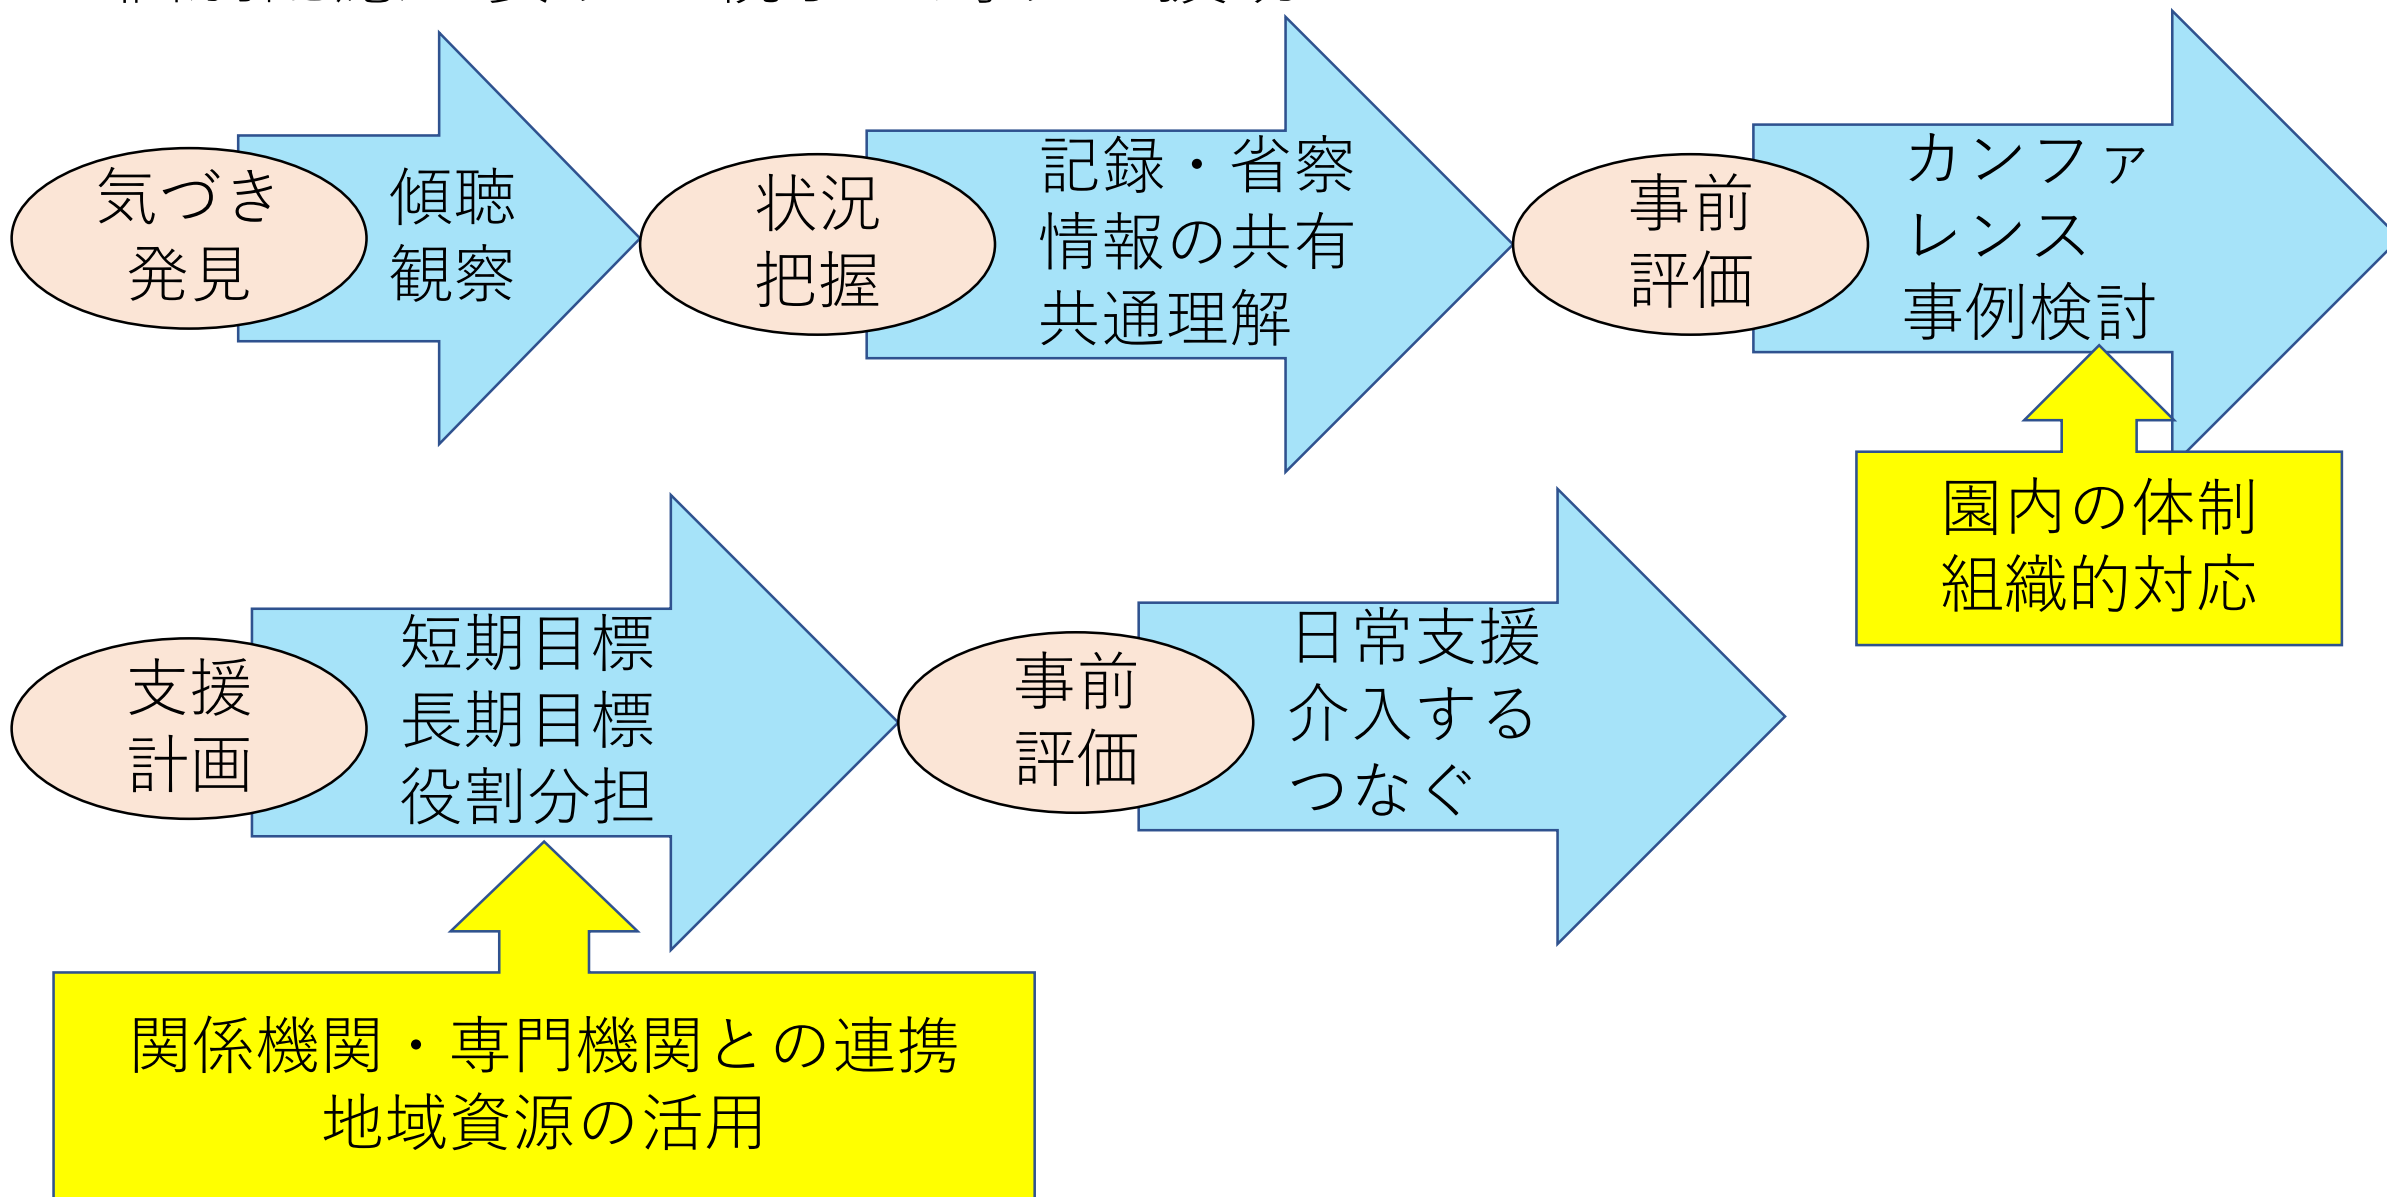 気づき
発見
傾聴
観察
状況
把握
記録・省察
情報の共有
共通理解
事前
評価
カンファ
レンス
事例検討
園内の体制
組織的対応
支援
計画
短期目標
長期目標
役割分担
事前
評価
日常支援
介入する
つなぐ
関係機関・専門機関との連携
地域資源の活用